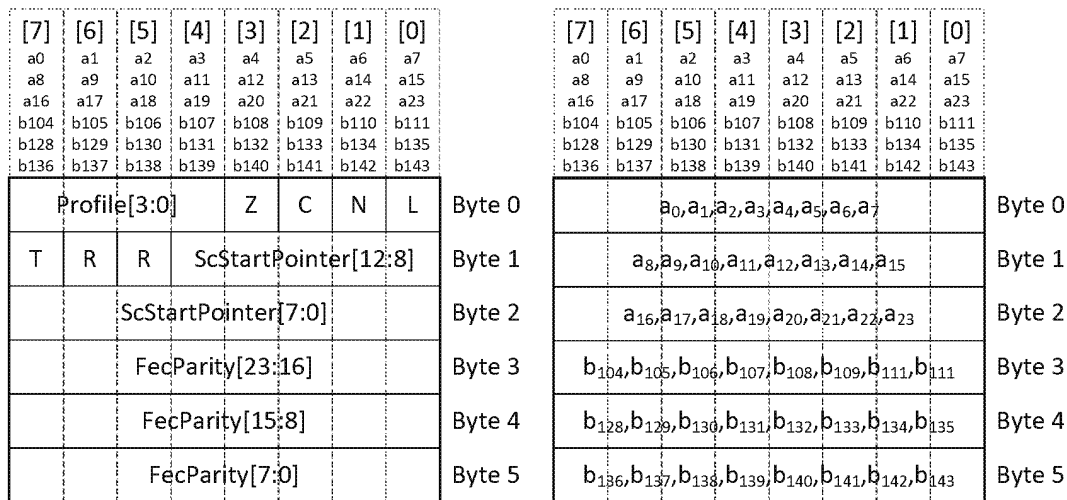 [7] [6] [5] [4] [3] [2] [1] [0]
a0 a1 a2 a3 a4 a5 a6 a7
a8 a9 a10 a11 a12 a13 a14 a15
a16 a17 a18 a19 a20 a21 a22 a23
b104 b105 b106 b107 b108 b109 b110 b111
b128 b129 b130 b131 b132 b133 b134 b135
b136 b137 b138 b139 b140 b141 b142 b143
Profile[3:0] Z C N L Byte 0
T R R ScStartPointer[12:8] Byte 1
ScStartPointer[7:0] Byte 2
FecParity[23:16] Byte 3
FecParity[15:8] Byte 4
FecParity[7:0] Byte 5
[7] [6] [5] [4] [3] [2] [1] [0]
a0 a1 a2 a3 a4 a5 a6 a7
a8 a9 a10 a11 a12 a13 a14 a15
a16 a17 a18 a19 a20 a21 a22 a23
b104 b105 b106 b107 b108 b109 b110 b111
b128 b129 b130 b131 b132 b133 b134 b135
b136 b137 b138 b139 b140 b141 b142 b143
a₀,a₁,a₂,a₃,a₄,a₅,a₆,a₇ Byte 0
a₈,a₉,a₁₀,a₁₁,a₁₂,a₁₃,a₁₄,a₁₅ Byte 1
a₁₆,a₁₇,a₁₈,a₁₉,a₂₀,a₂₁,a₂₂,a₂₃ Byte 2
b₁₀₄,b₁₀₅,b₁₀₆,b₁₀₇,b₁₀₈,b₁₀₉,b₁₁₁,b₁₁₁ Byte 3
b₁₂₈,b₁₂₉,b₁₃₀,b₁₃₁,b₁₃₂,b₁₃₃,b₁₃₄,b₁₃₅ Byte 4
b₁₃₆,b₁₃₇,b₁₃₈,b₁₃₉,b₁₄₀,b₁₄₁,b₁₄₂,b₁₄₃ Byte 5